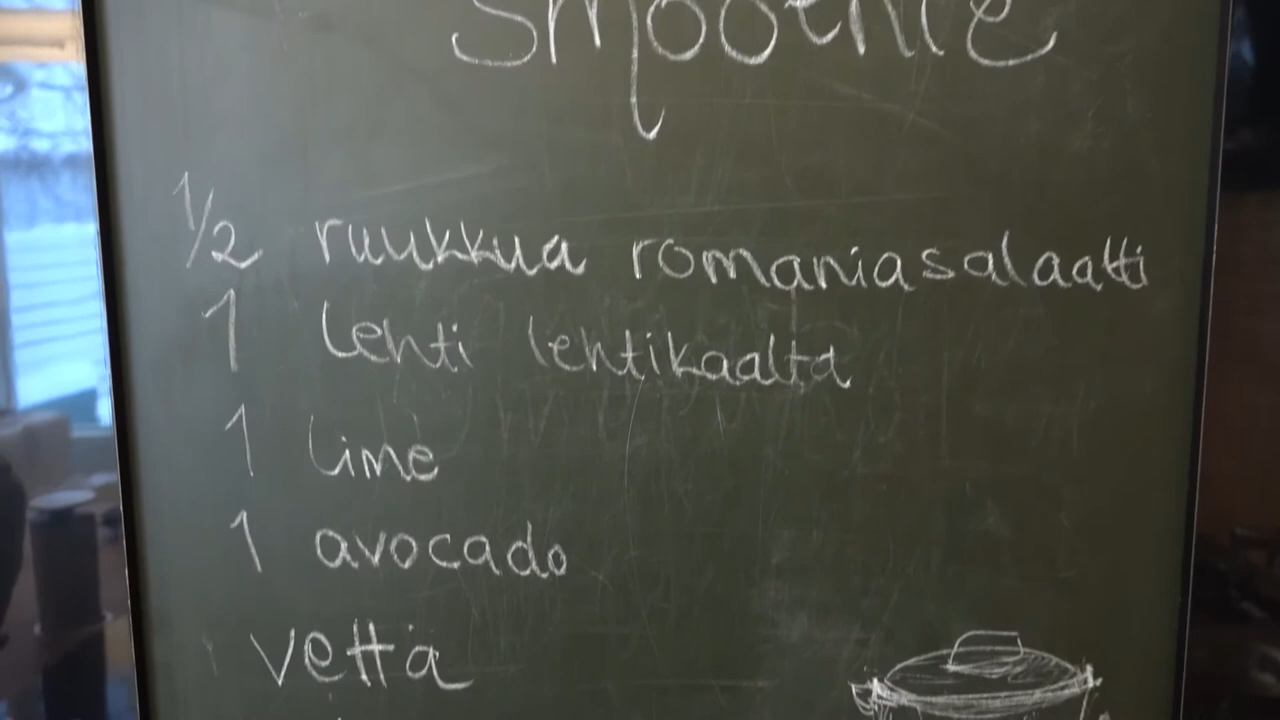 Smoothie
1/2 ruukkua romaniasalaatti
1 Lehti lehtikaalta
1 Lime
1 avocado
vettä